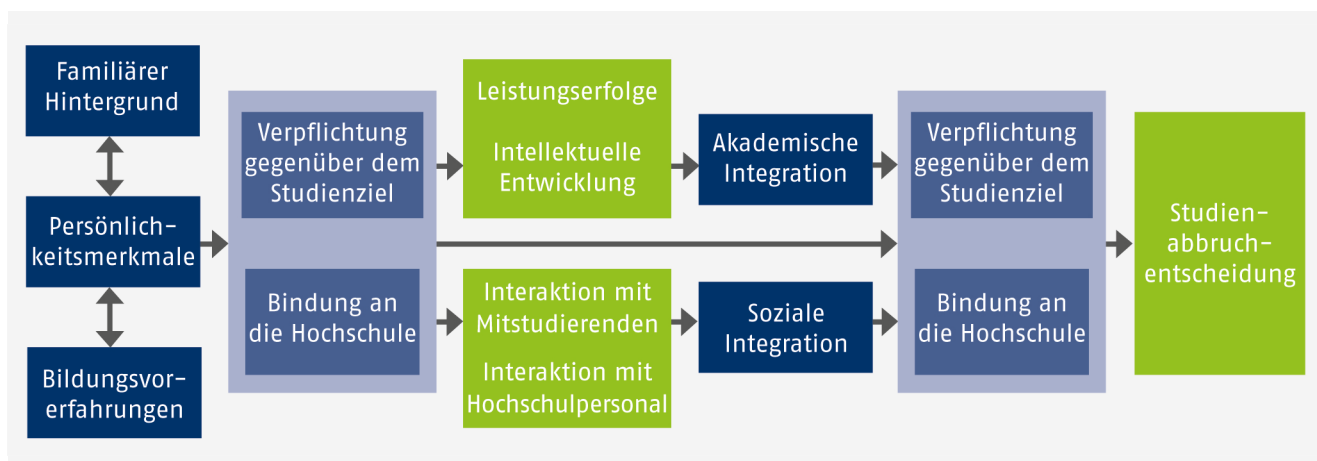 Familiärer
Hintergrund
Persönlich-
keitsmerkmale
Bildungsvor-
erfahrungen
Verpflichtung
gegenüber dem
Studienziel
Bindung an
die Hochschule
Leistungserfolge
Intellektuelle
Entwicklung
Interaktion mit
Mitstudierenden
Interaktion mit
Hochschulpersonal
Akademische
Integration
Soziale
Integration
Verpflichtung
gegenüber dem
Studienziel
Bindung an
die Hochschule
Studien-
abbruch-
entscheidung